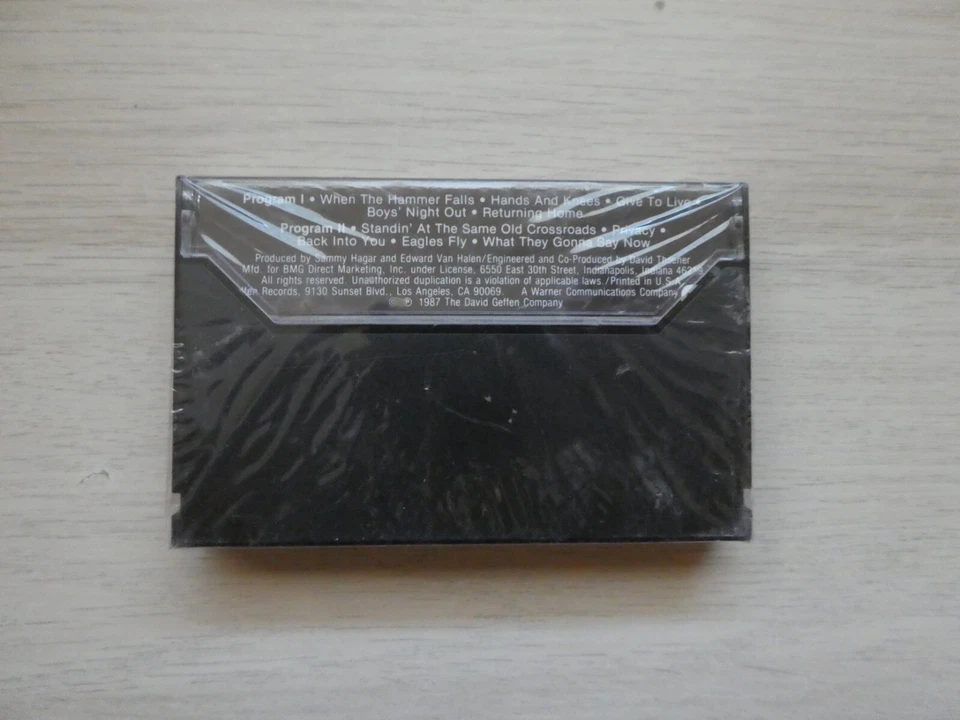 Program I • When The Hammer Falls • Hands And Knees • Give To Live •
Boys' Night Out • Returning Home
Program II • Standin' At The Same Old Crossroads • Privacy •
Back Into You • Eagles Fly • What They Gonna Say Now
Produced by Sammy Hagar and Edward Van Halen/Engineered and Co-Produced by David
Mfd. for BMG Direct Marketing, Inc. under License, 6550 East 30th Street, Indianapolis, Indiana
All rights reserved. Unauthorized duplication is a violation of applicable laws./Printed in U.S.A.
Records, 9130 Sunset Blvd., Los Angeles, CA 90069. A Warner Communications Company
© ℗ 1987 The David Geffen Company